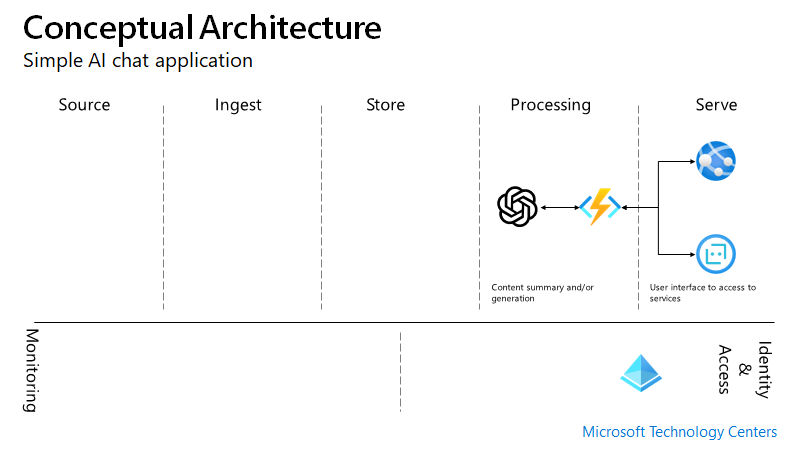 Conceptual Architecture
Simple AI chat application
Source
Ingest
Store
Processing
Serve
Content summary and/or
generation
User interface to access to
services
Monitoring
Identity
&
Access
Microsoft Technology Centers